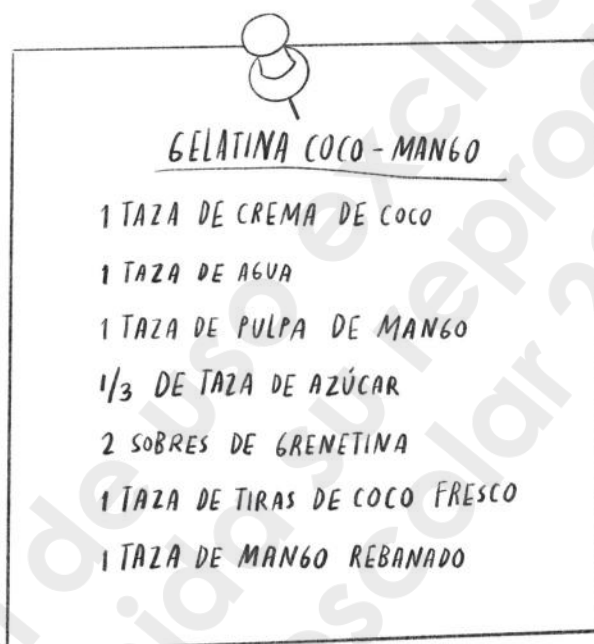 GELATINA COCO - MANGO
1 TAZA DE CREMA DE COCO
1 TAZA DE AGUA
1 TAZA DE PULPA DE MANGO
1/3 DE TAZA DE AZÚCAR
2 SOBRES DE GRENETINA
1 TAZA DE TIRAS DE COCO FRESCO
1 TAZA DE MANGO REBANADO